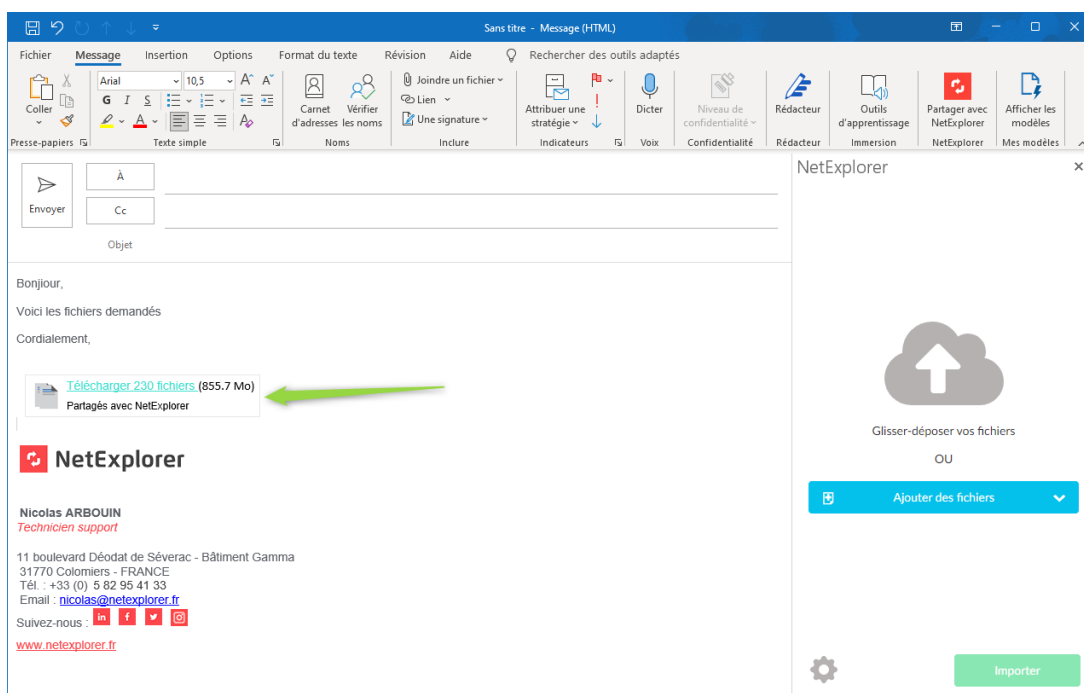 Sans titre - Message (HTML)
Fichier Message Insertion Options Format du texte Révision Aide Rechercher des outils adaptés
Coller
Presse-papiers
Arial 10,5
G I S
Texte simple
Carnet d'adresses
Vérifier les noms
Noms
Joindre un fichier
Lien
Une signature
Inclure
Attribuer une stratégie
Indicateurs
Dicter
Voix
Niveau de confidentialité
Confidentialité
Rédacteur
Rédacteur
Outils d'apprentissage
Immersion
Partager avec NetExplorer
NetExplorer
Afficher les modèles
Mes modèles
Envoyer
À
Cc
Objet
Bonjiour,
Voici les fichiers demandés
Cordialement,
Télécharger 230 fichiers (855.7 Mo)
Partagés avec NetExplorer
NetExplorer
Nicolas ARBOUIN
Technicien support
11 boulevard Déodat de Séverac - Bâtiment Gamma
31770 Colomiers - FRANCE
Tél. : +33 (0) 5 82 95 41 33
Email : nicolas@netexplorer.fr
Suivez-nous :
www.netexplorer.fr
NetExplorer
Glisser-déposer vos fichiers
OU
Ajouter des fichiers
Importer